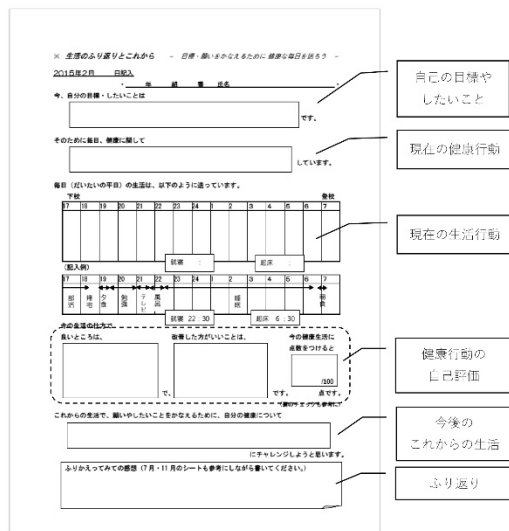 ※ 生活のふり返りとこれから － 目標・願いをかなえるために 健康な毎日を送ろう －
2015年2月 日記入
年 組 番 氏名
今、自分の目標・したいことは
です。
そのために毎日、健康に関して
しています。
毎日（だいたいの平日）の生活は、以下のように送っています。
下校 登校
17 18 19 20 21 22 23 24 1 2 3 4 5 6 7
就寝 : 起床 :
(記入例)
17 18 19 20 21 22 23 24 1 2 3 4 5 6 7
部活 帰宅 夕食 勉強 テレビ 風呂 睡眠 朝食
就寝 22:30 起床 6:30
今の生活の仕方で
良いところは、 改善した方がいいことは、 今の健康生活に
点数をつけると
/100
で、 です。 点です。
これからの生活で、願いやしたいことをかなえるために、自分の健康について
にチャレンジしようと思います。
ふりかえってみての感想（7月・11月のシートも参考にしながら書いてください。）
自己の目標や
したいこと
現在の健康行動
現在の生活行動
健康行動の
自己評価
今後の
これからの生活
ふり返り